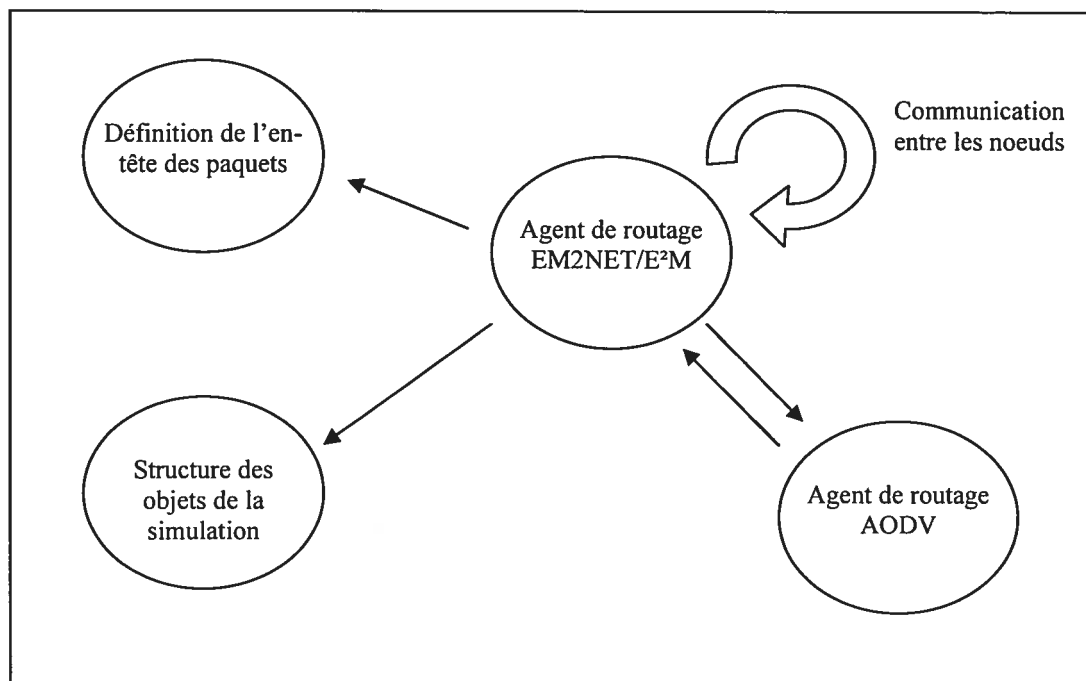 Définition de l'en-
tête des paquets
Communication
entre les noeuds
Agent de routage
EM2NET/E²M
Structure des
objets de la
simulation
Agent de routage
AODV